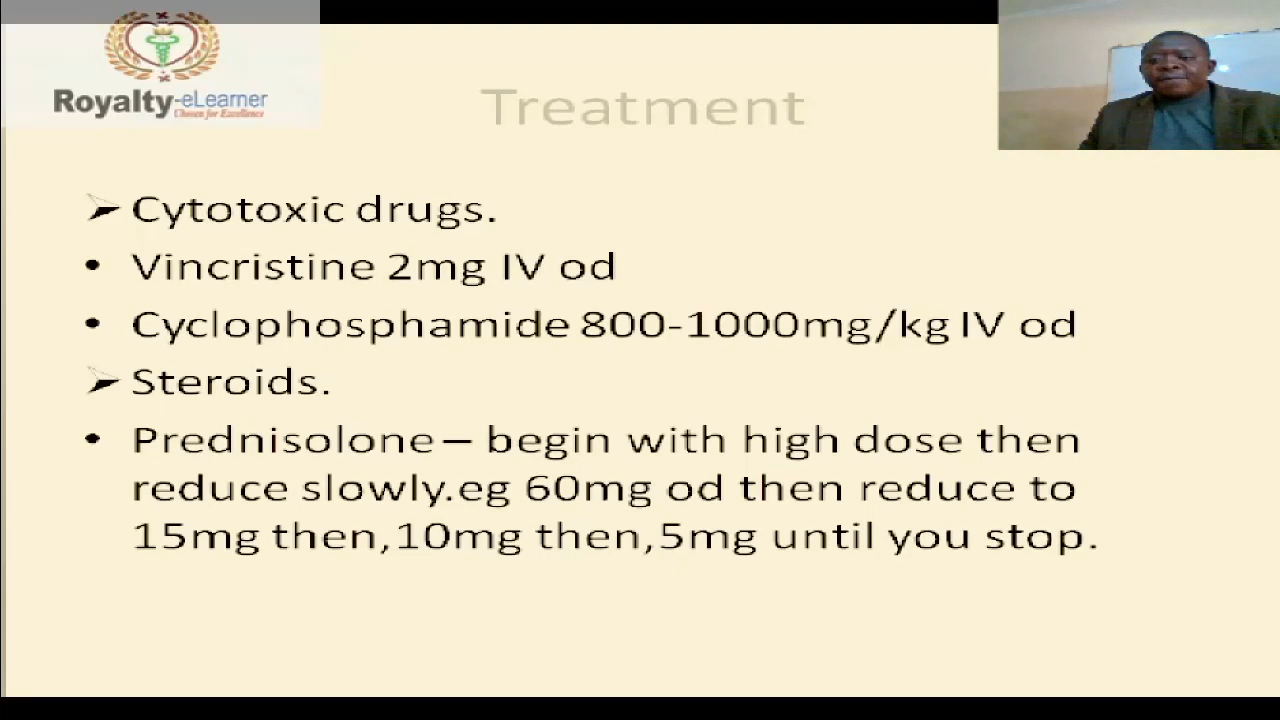 Royalty-eLearner
Chosen for Excellence
Treatment
Cytotoxic drugs.
• Vincristine 2mg IV od
• Cyclophosphamide 800-1000mg/kg IV od
Steroids.
• Prednisolone – begin with high dose then
reduce slowly.eg 60mg od then reduce to
15mg then,10mg then,5mg until you stop.